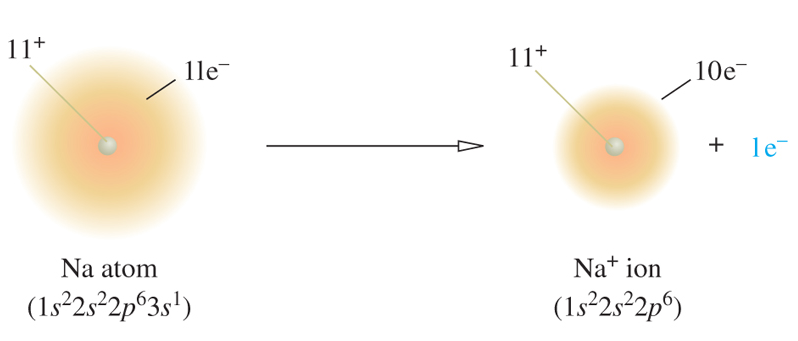 11⁺
11e⁻
11⁺
10e⁻
+ 1e⁻
Na atom
(1s²2s²2p⁶3s¹)
Na⁺ ion
(1s²2s²2p⁶)